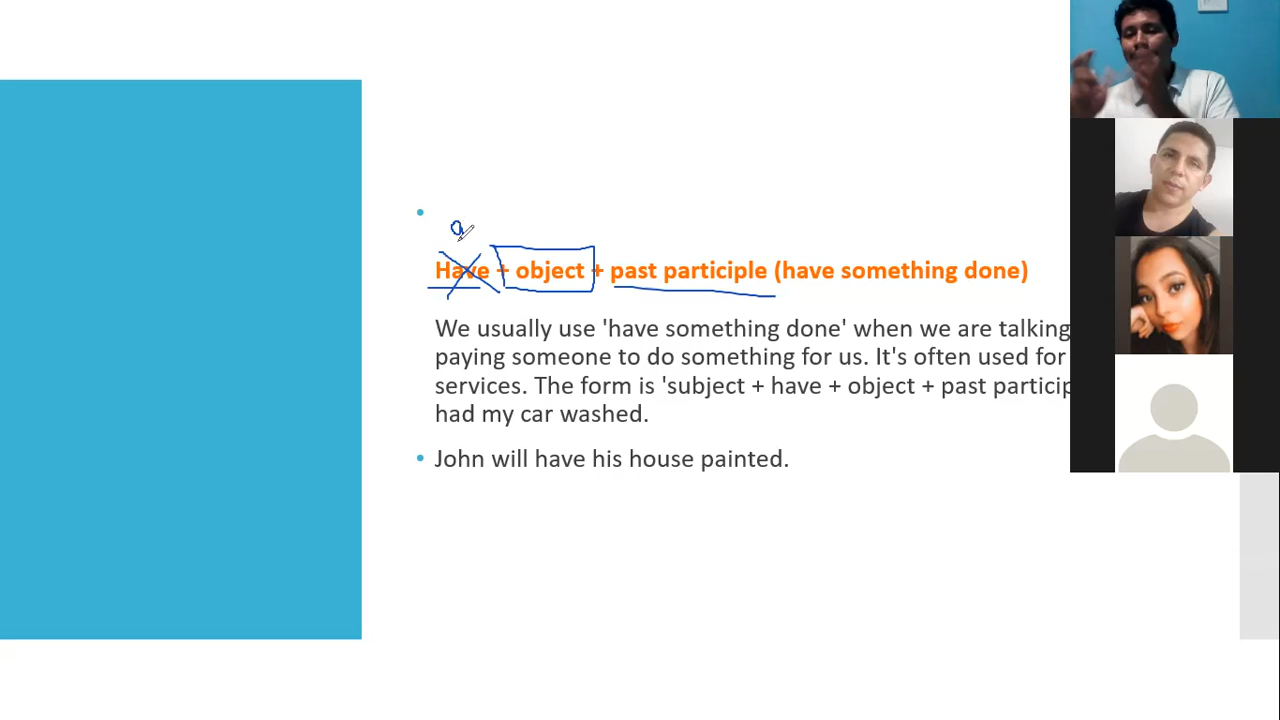 Have + object + past participle (have something done)
We usually use 'have something done' when we are talking
paying someone to do something for us. It's often used for
services. The form is 'subject + have + object + past particip
had my car washed.
John will have his house painted.